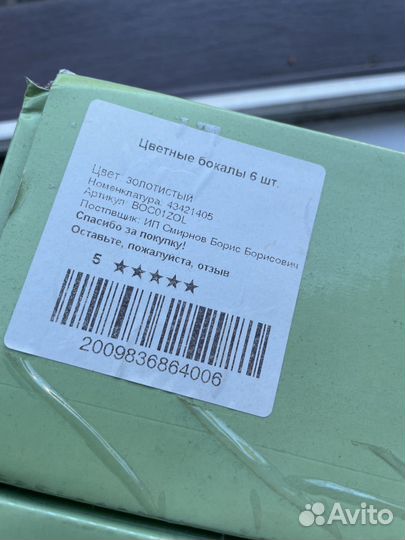 Цветные бокалы 6 шт.
Цвет: золотистый
Номенклатура: 43421405
Артикул: BOC01ZOL
Поставщик: ИП Смирнов Борис Борисович
Спасибо за покупку!
Оставьте, пожалуйста, отзыв
5 ★★★★★
2009836864006
Avito